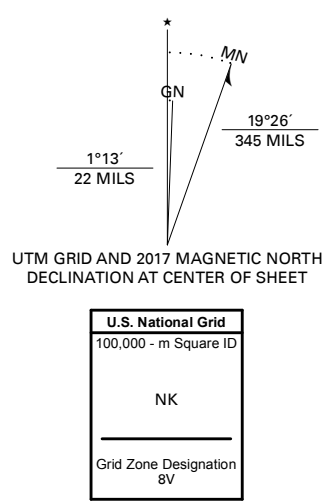 ★
MN
GN
19°26´
345 MILS
1°13´
22 MILS
UTM GRID AND 2017 MAGNETIC NORTH
DECLINATION AT CENTER OF SHEET
U.S. National Grid
100,000 - m Square ID
NK
Grid Zone Designation
8V